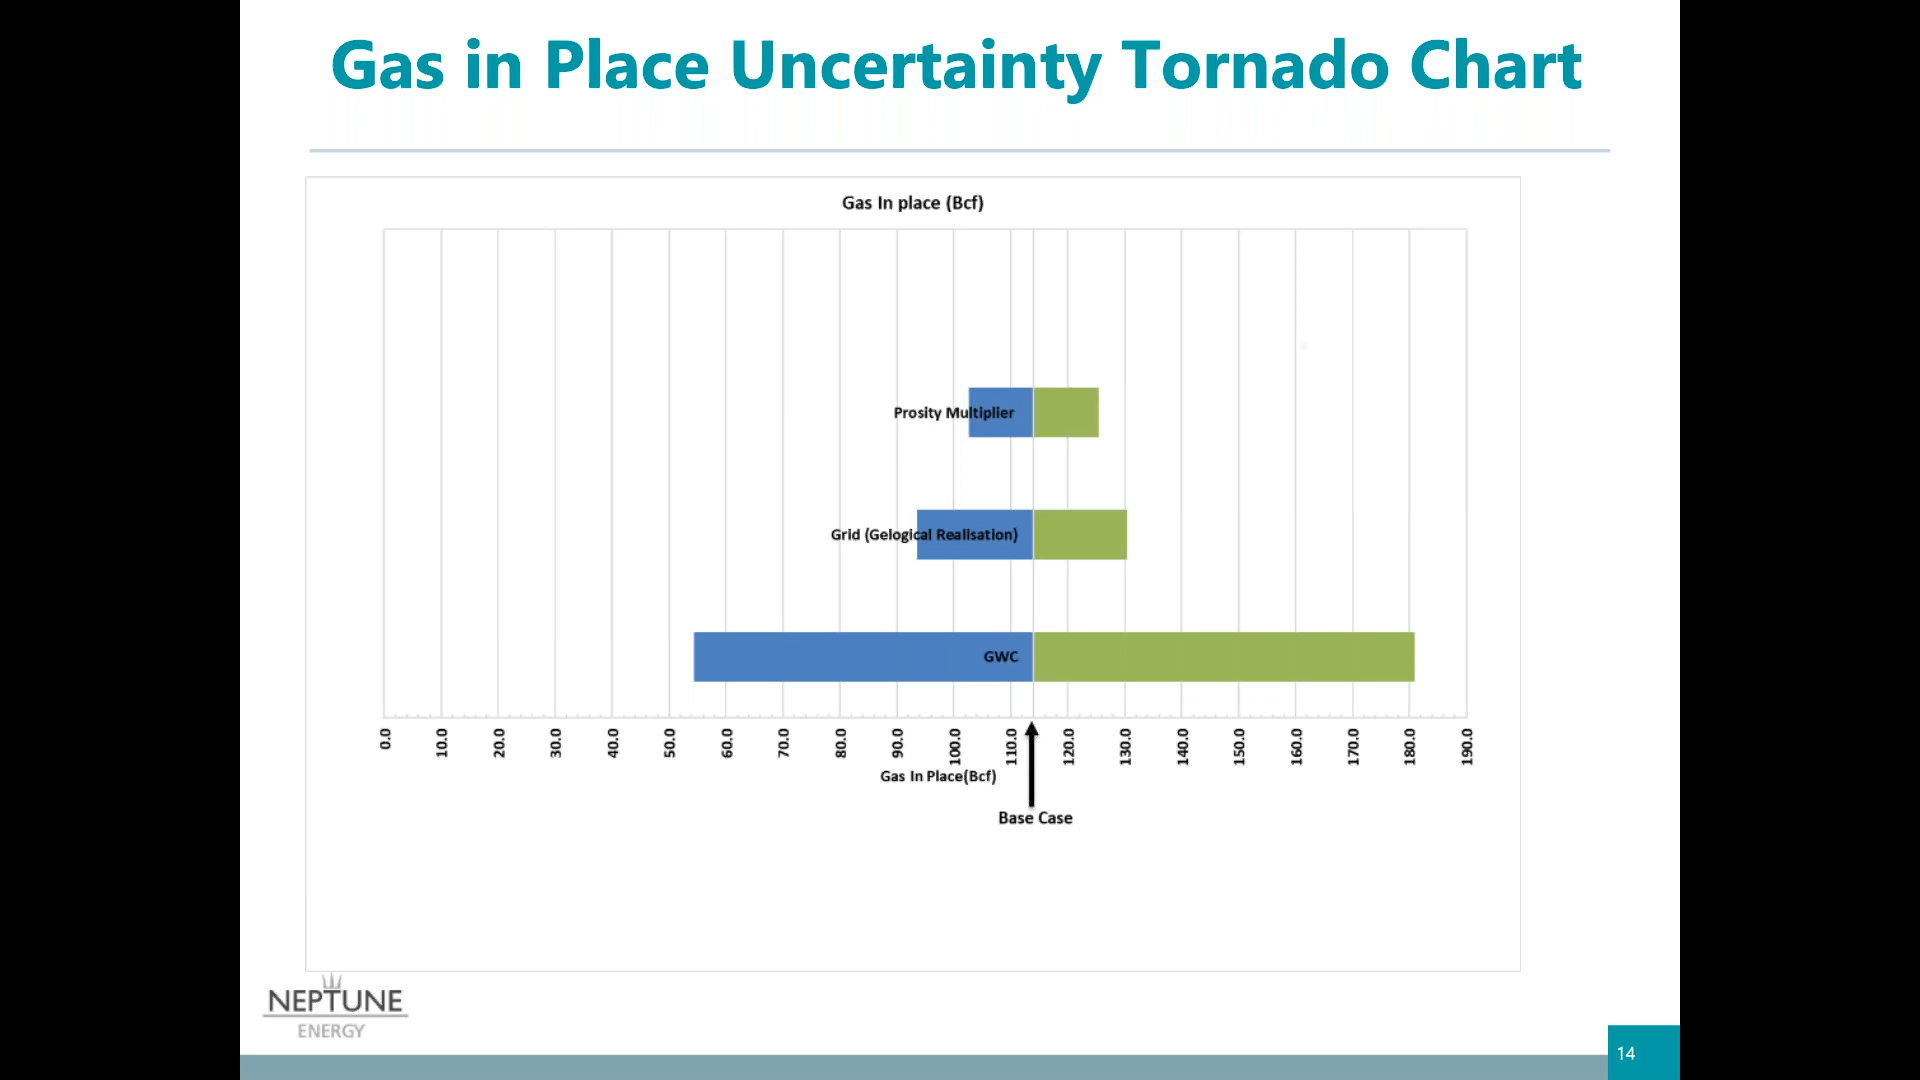 Gas in Place Uncertainty Tornado Chart
Gas In place (Bcf)
Prosity Multiplier
Grid (Gelogical Realisation)
GWC
0.0 10.0 20.0 30.0 40.0 50.0 60.0 70.0 80.0 90.0 100.0 110.0 120.0 130.0 140.0 150.0 160.0 170.0 180.0 190.0
Gas In Place(Bcf)
Base Case
NEPTUNE
ENERGY
14